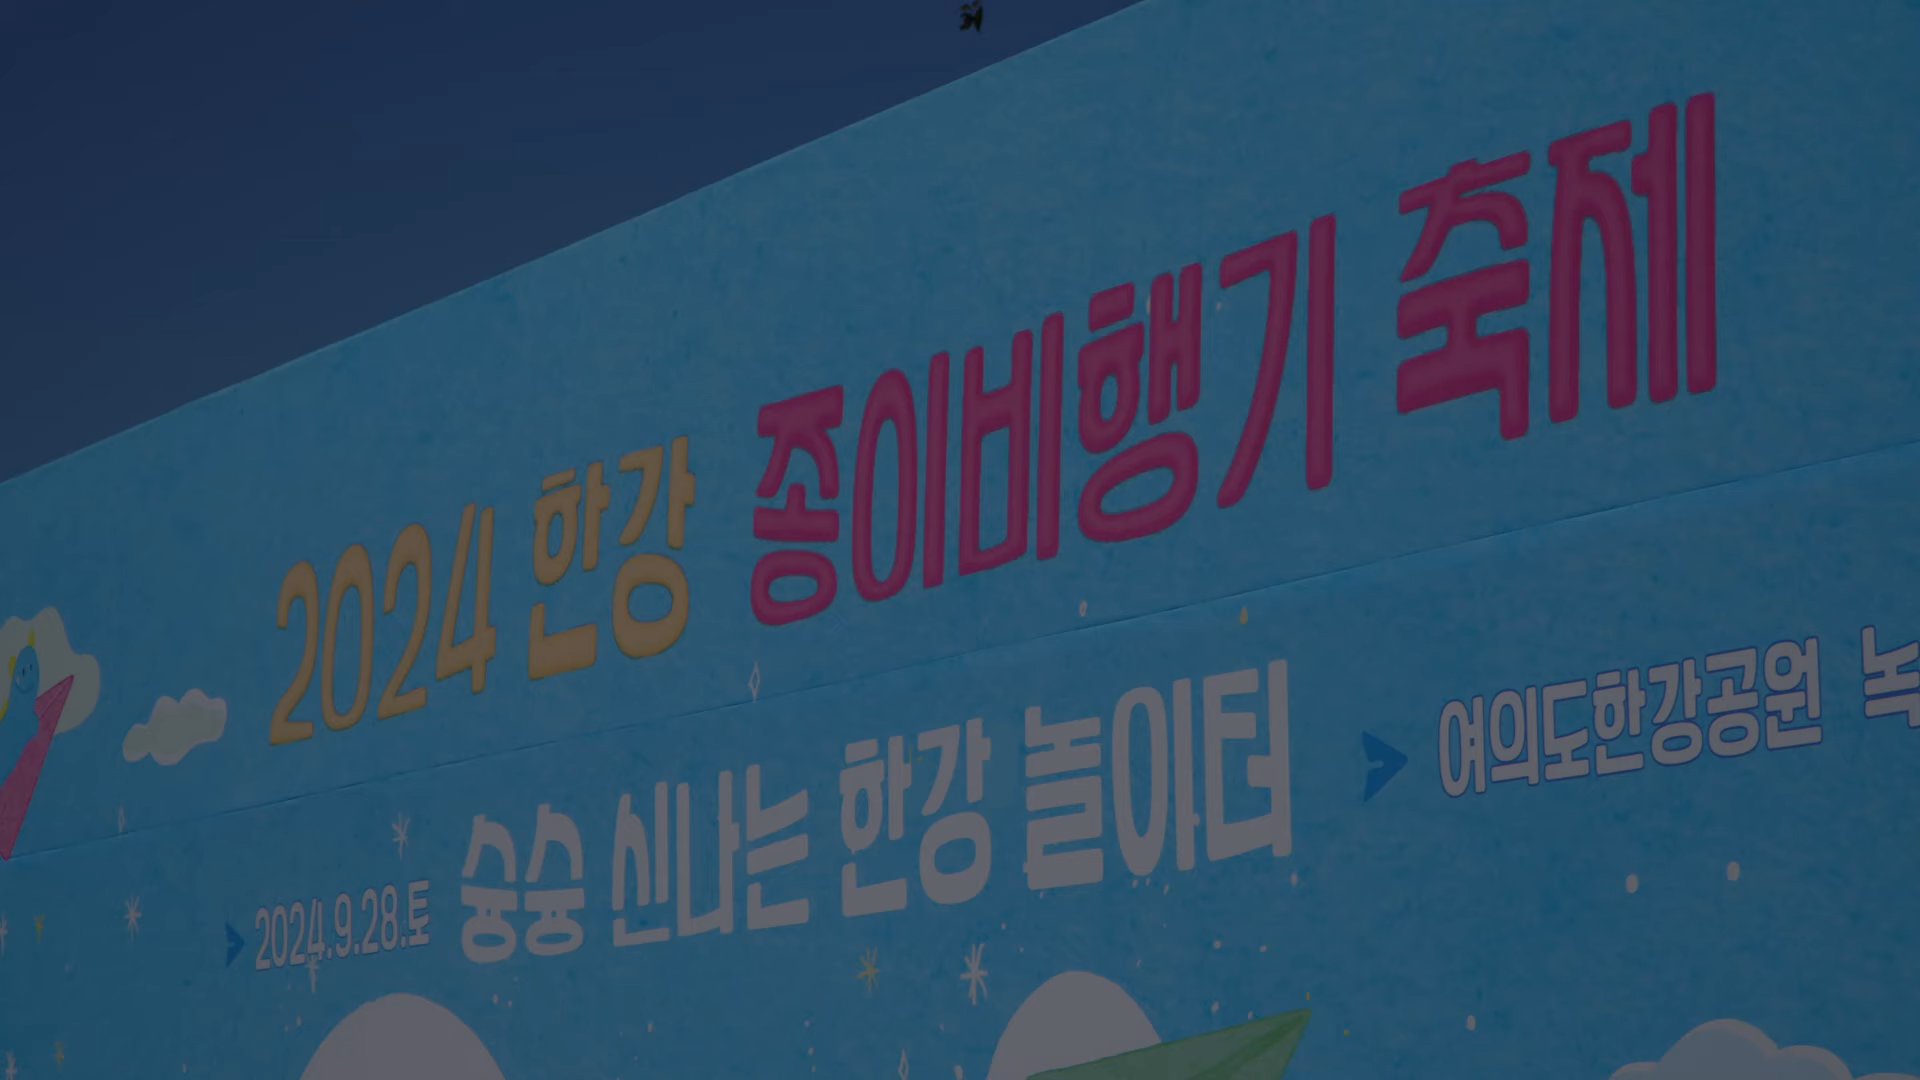 2024 한강 종이비행기 축제
2024.9.28.토 슝슝 신나는 한강 놀이터 여의도한강공원